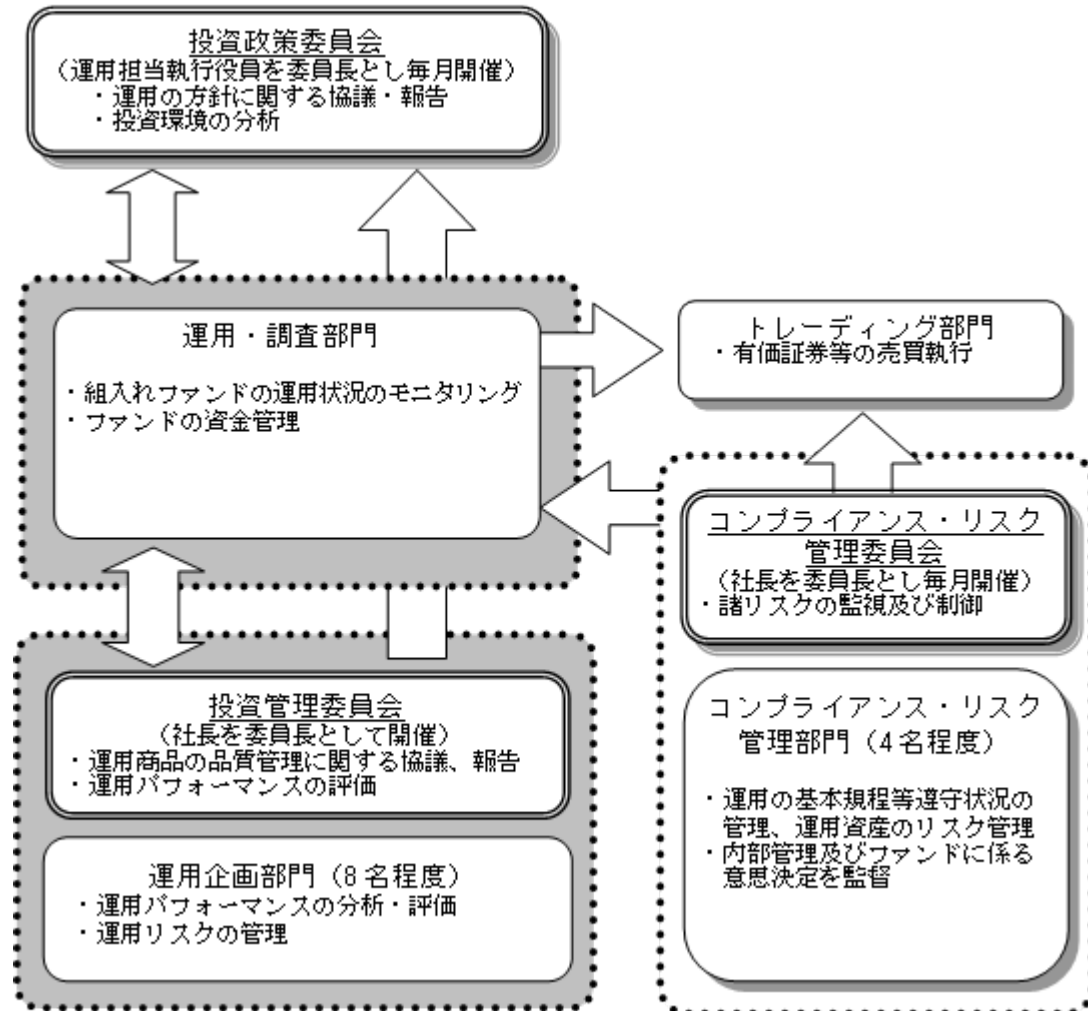 投資政策委員会
（運用担当執行役員を委員長とし毎月開催）
・運用の方針に関する協議・報告
・投資環境の分析
運用・調査部門
・組入れファンドの運用状況のモニタリング
・ファンドの資金管理
トレーディング部門
・有価証券等の売買執行
コンプライアンス・リスク
管理委員会
（社長を委員長とし毎月開催）
・諸リスクの監視及び制御
投資管理委員会
（社長を委員長として開催）
・運用商品の品質管理に関する協議、報告
・運用パフォーマンスの評価
運用企画部門（8名程度）
・運用パフォーマンスの分析・評価
・運用リスクの管理
コンプライアンス・リスク
管理部門（4名程度）
・運用の基本規程等遵守状況の
管理、運用資産のリスク管理
・内部管理及びファンドに係る
意思決定を監督